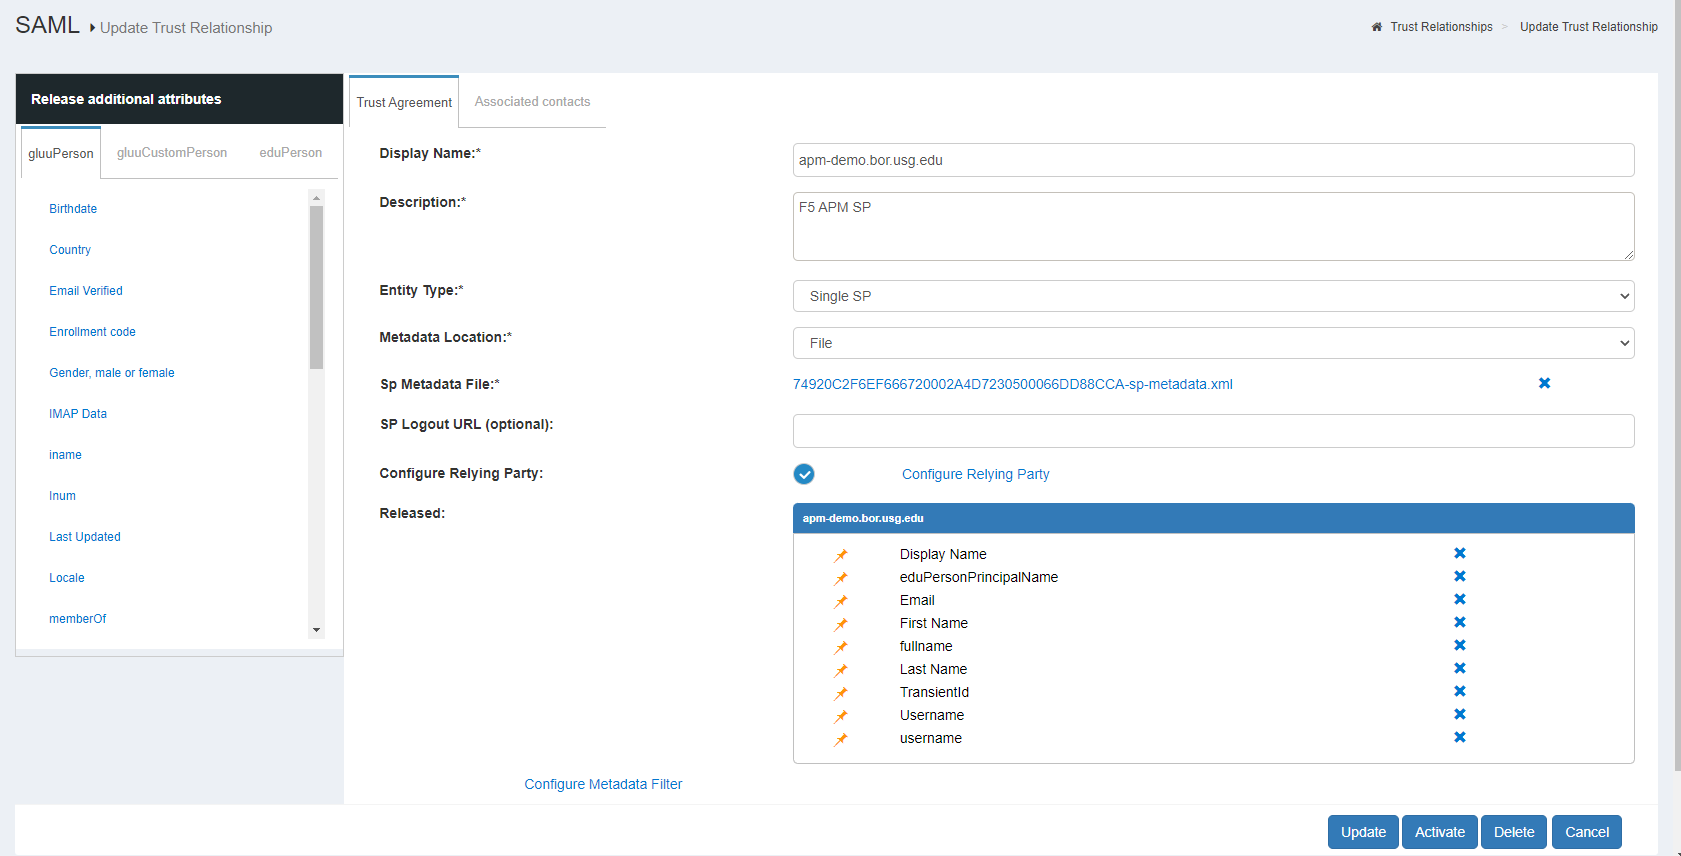 SAML Update Trust Relationship
Trust Relationships > Update Trust Relationship
Release additional attributes
gluuPerson gluuCustomPerson eduPerson
Birthdate
Country
Email Verified
Enrollment code
Gender, male or female
IMAP Data
iname
Inum
Last Updated
Locale
memberOf
Trust Agreement Associated contacts
Display Name:* apm-demo.bor.usg.edu
Description:* F5 APM SP
Entity Type:* Single SP
Metadata Location:* File
Sp Metadata File:* 74920C2F6EF666720002A4D7230500066DD88CCA-sp-metadata.xml
SP Logout URL (optional):
Configure Relying Party: Configure Relying Party
Released: apm-demo.bor.usg.edu
Display Name
eduPersonPrincipalName
Email
First Name
fullname
Last Name
TransientId
Username
username
Configure Metadata Filter
Update Activate Delete Cancel